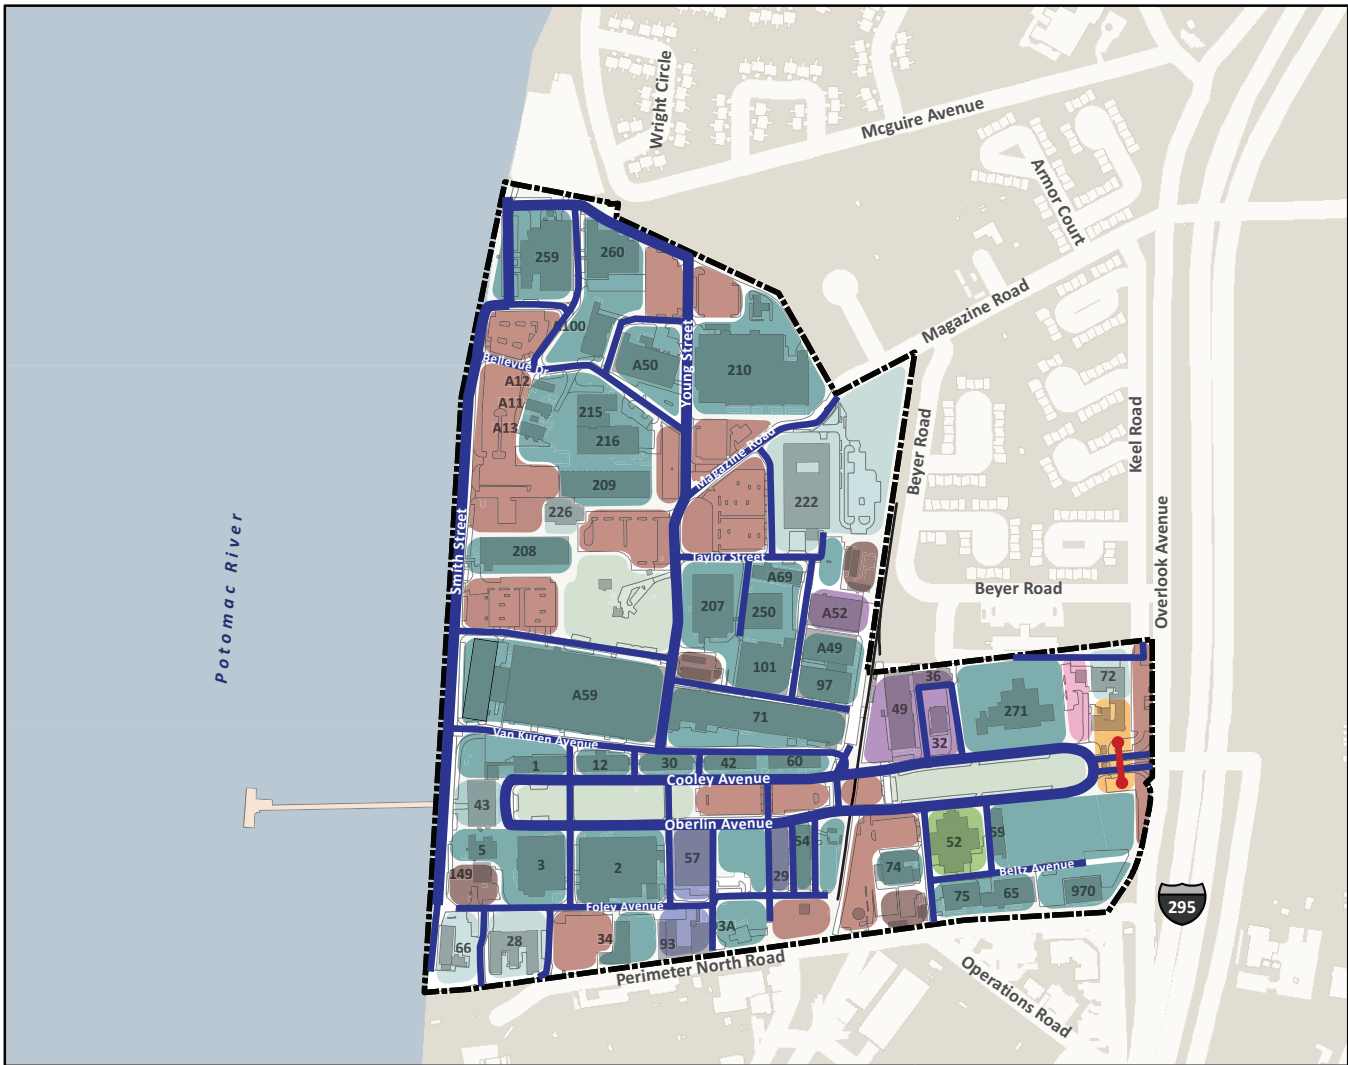 Wright Circle
Mcguire Avenue
Armor Court
259
260
Magazine Road
100
Young Street
Bellevue Dr.
A50
210
A12
A11
A13
215
216
Magazine Road
Beyer Road
Keel Road
209
222
226
Smith Street
Potomac River
208
Taylor Street
A69
Overlook Avenue
Beyer Road
207
250
A52
101
A49
97
A59
71
36
49
32
271
72
Van Kuren Avenue
1
12
30
42
60
Cooley Avenue
43
Oberlin Avenue
5
3
2
57
54
29
52
59
149
74
Beltz Avenue
75
65
970
Foley Avenue
295
66
28
34
93
3A
Perimeter North Road
Operations Road